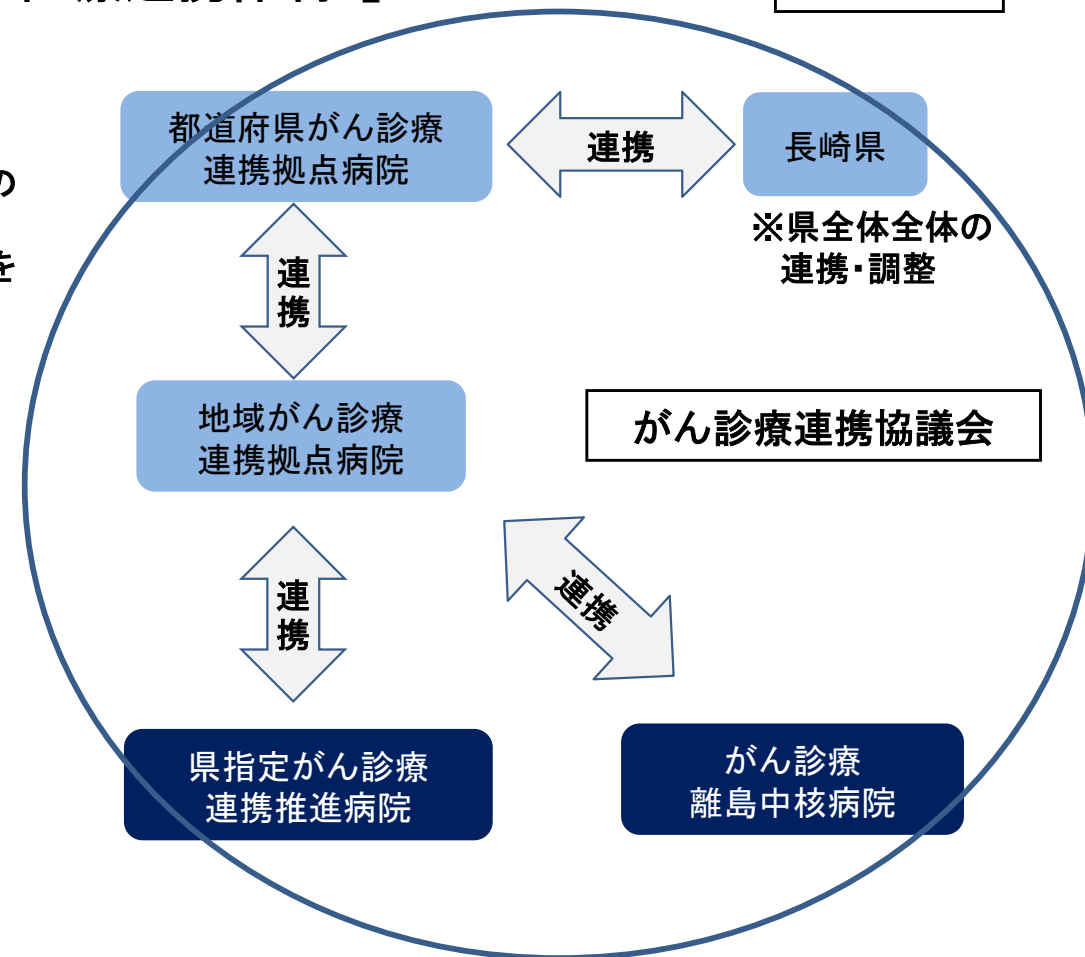 都道府県がん診療
連携拠点病院
連携
長崎県
の
※県全体全体の
連携・調整
を
連
携
地域がん診療
連携拠点病院
がん診療連携協議会
連
携
連携
県指定がん診療
連携推進病院
がん診療
離島中核病院